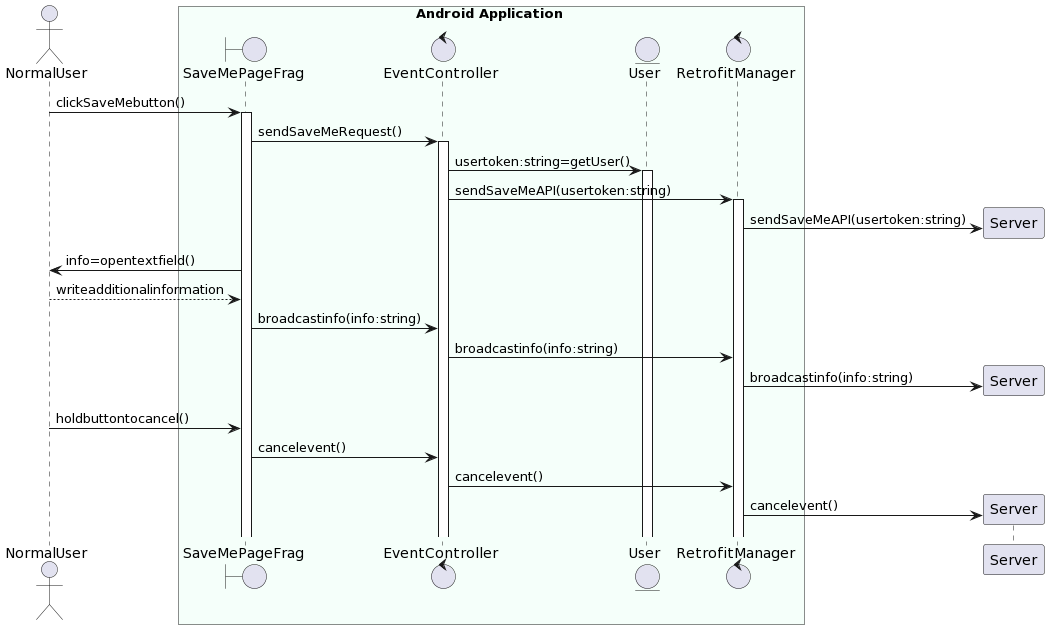 Android Application
NormalUser SaveMePageFrag EventController User RetrofitManager
clickSaveMebutton()
sendSaveMeRequest()
usertoken:string=getUser()
sendSaveMeAPI(usertoken:string)
sendSaveMeAPI(usertoken:string) Server
info=opentextfield()
writeadditionalinformation
broadcastinfo(info:string)
broadcastinfo(info:string)
broadcastinfo(info:string) Server
holdbuttontocancel()
cancelevent()
cancelevent()
cancelevent() Server
NormalUser SaveMePageFrag EventController User RetrofitManager Server